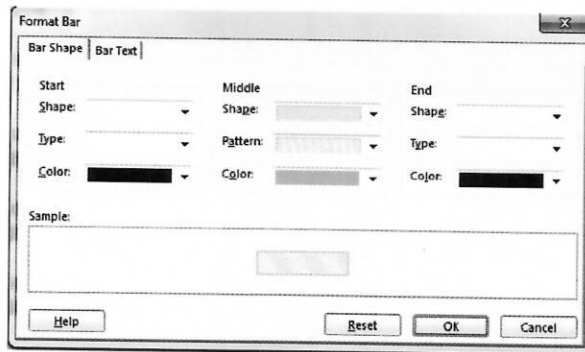 Format Bar
Bar Shape Bar Text
Start Middle End
Shape: Shape: Shape:
Type: Pattern: Type:
Color: Color: Color:
Sample:
Help Reset OK Cancel